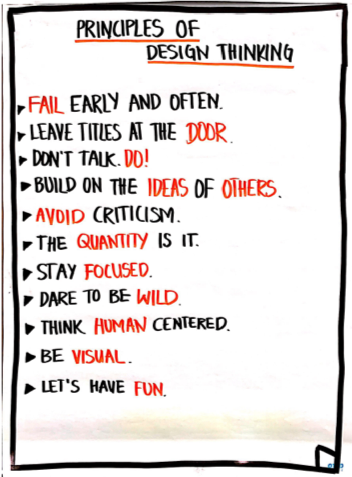 PRINCIPLES OF
DESIGN THINKING
▶ FAIL EARLY AND OFTEN.
▶ LEAVE TITLES AT THE DOOR.
▶ DON'T TALK. DO!
▶ BUILD ON THE IDEAS OF OTHERS.
▶ AVOID CRITICISM.
▶ THE QUANTITY IS IT.
▶ STAY FOCUSED.
▶ DARE TO BE WILD.
▶ THINK HUMAN CENTERED.
▶ BE VISUAL.
▶ LET'S HAVE FUN.